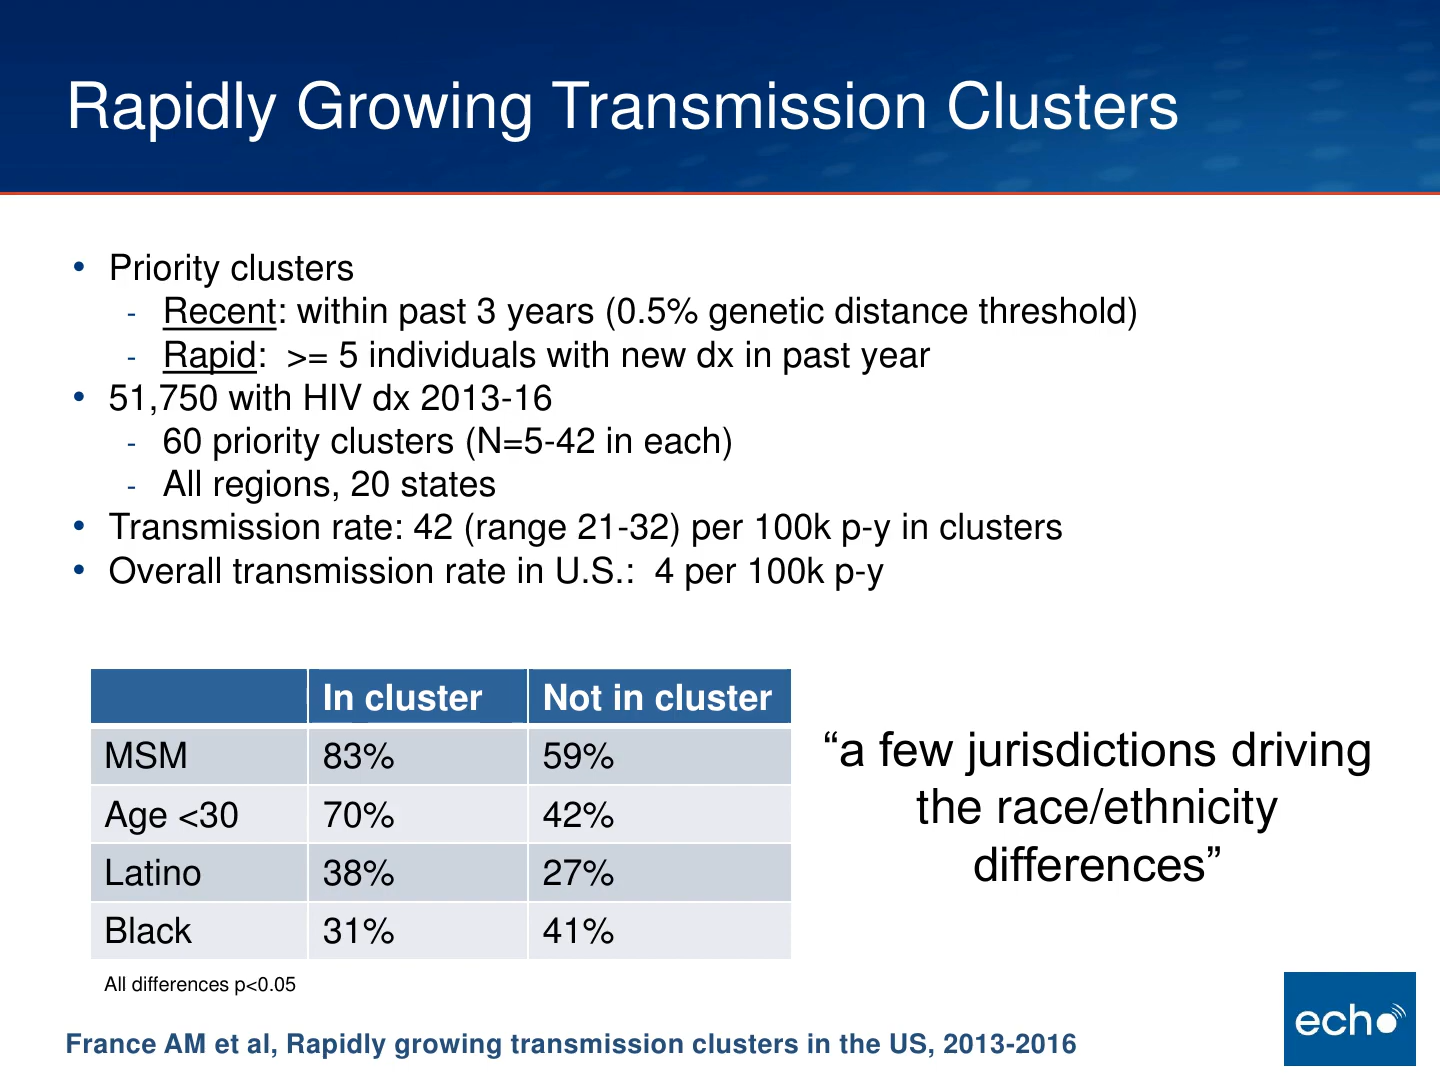 Rapidly Growing Transmission Clusters
• Priority clusters
- Recent: within past 3 years (0.5% genetic distance threshold)
- Rapid: >= 5 individuals with new dx in past year
• 51,750 with HIV dx 2013-16
- 60 priority clusters (N=5-42 in each)
- All regions, 20 states
• Transmission rate: 42 (range 21-32) per 100k p-y in clusters
• Overall transmission rate in U.S.: 4 per 100k p-y
In cluster Not in cluster
MSM 83% 59%
Age <30 70% 42%
Latino 38% 27%
Black 31% 41%
All differences p<0.05
“a few jurisdictions driving
the race/ethnicity
differences”
France AM et al, Rapidly growing transmission clusters in the US, 2013-2016
echo